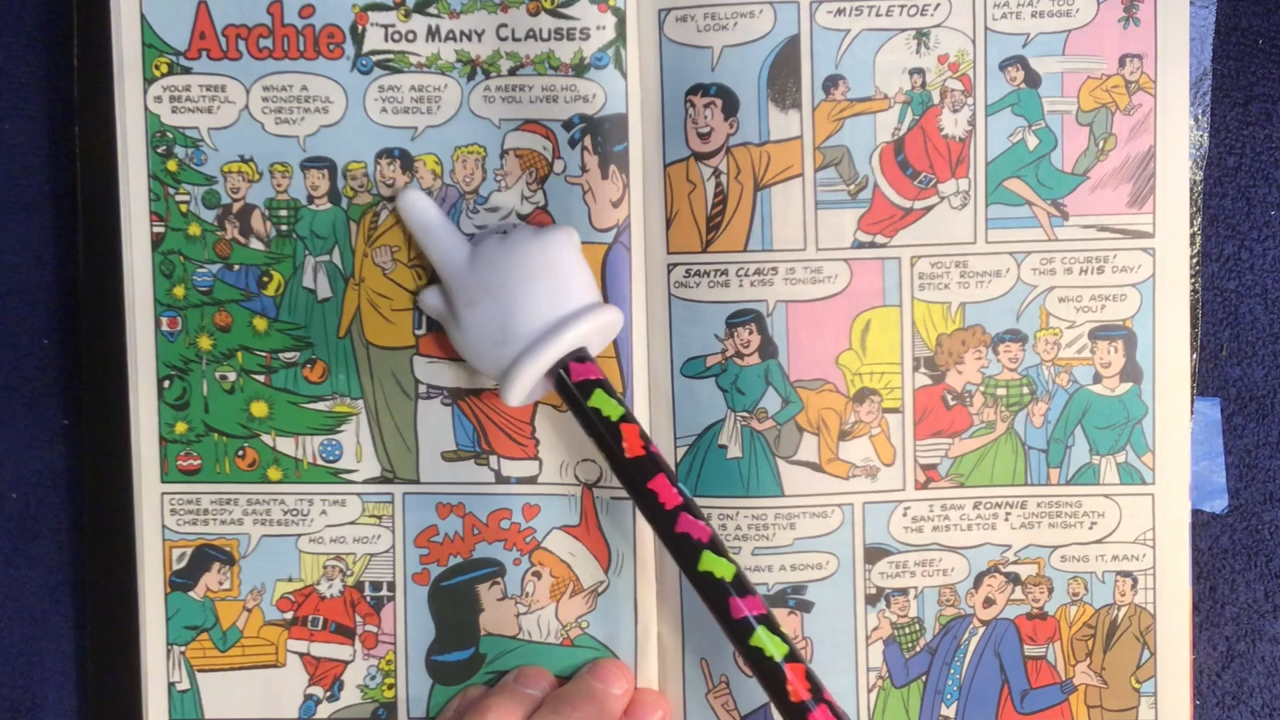 Archie
"TOO MANY CLAUSES"
YOUR TREE
IS BEAUTIFUL,
RONNIE!
WHAT A
WONDERFUL
CHRISTMAS
DAY!
SAY, ARCH!
-YOU NEED
A GIRDLE!
A MERRY HO, HO,
TO YOU LIVER LIPS!
COME HERE, SANTA, IT'S TIME
SOMEBODY GAVE YOU A
CHRISTMAS PRESENT!
HO, HO, HO!!
SMACK!
HEY, FELLOWS!
LOOK!
-MISTLETOE!
HA, HA! TOO
LATE, REGGIE!
SANTA CLAUS IS THE
ONLY ONE I KISS TONIGHT!
YOU'RE
RIGHT, RONNIE!
STICK TO IT!
OF COURSE!
THIS IS HIS DAY!
WHO ASKED
YOU?
ON! -NO FIGHTING!
IS A FESTIVE
HAVE A SONG!
I SAW RONNIE KISSING
SANTA CLAUS -UNDERNEATH
THE MISTLETOE LAST NIGHT
TEE, HEE!
THAT'S CUTE!
SING IT, MAN!